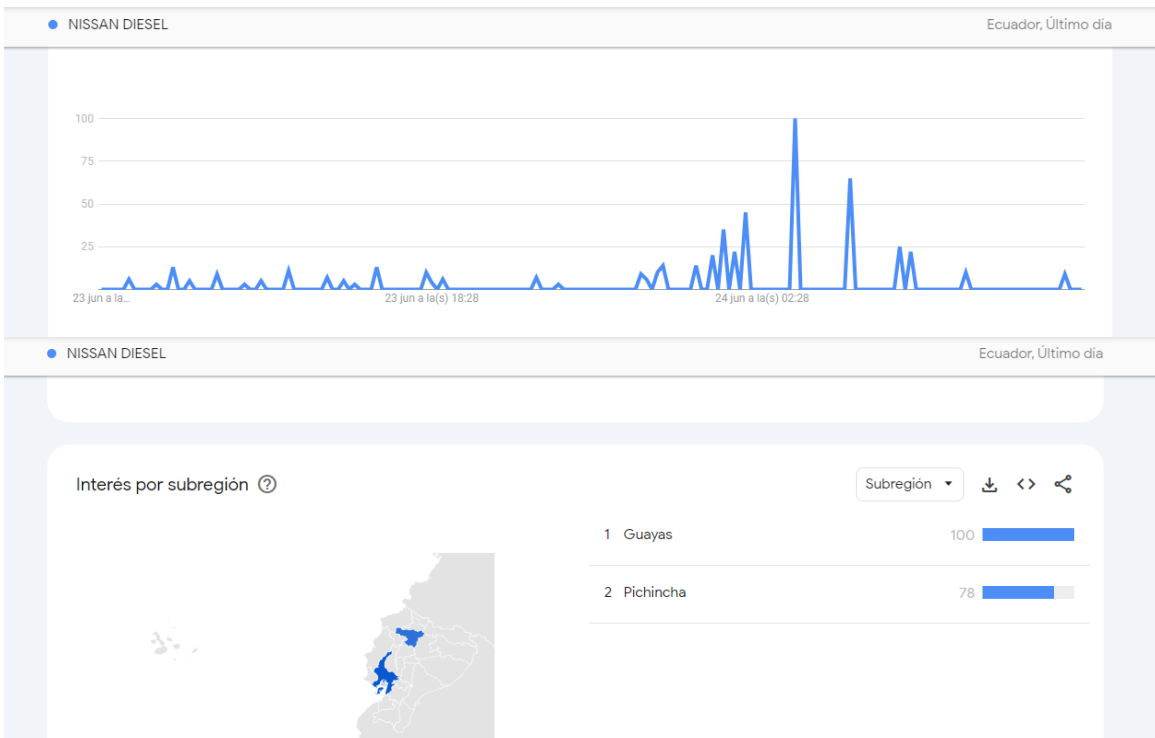 NISSAN DIESEL Ecuador, Último día
100
75
50
25
23 jun a la...
23 jun a la(s) 18:28
24 jun a la(s) 02:28
NISSAN DIESEL Ecuador, Último día
Interés por subregión
Subregión
1 Guayas 100
2 Pichincha 78